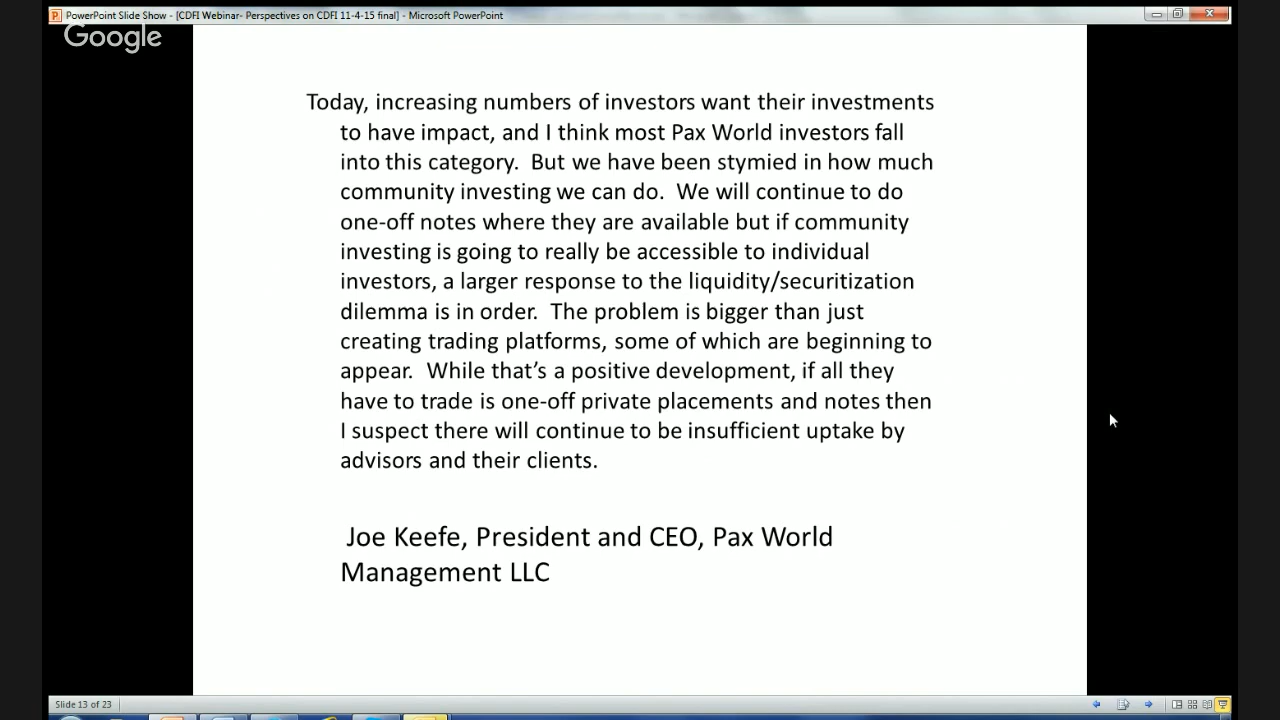 PowerPoint Slide Show - [CDFI Webinar- Perspectives on CDFI 11-4-15 final] - Microsoft PowerPoint
Google
Today, increasing numbers of investors want their investments
to have impact, and I think most Pax World investors fall
into this category.  But we have been stymied in how much
community investing we can do.  We will continue to do
one-off notes where they are available but if community
investing is going to really be accessible to individual
investors, a larger response to the liquidity/securitization
dilemma is in order.  The problem is bigger than just
creating trading platforms, some of which are beginning to
appear.  While that’s a positive development, if all they
have to trade is one-off private placements and notes then
I suspect there will continue to be insufficient uptake by
advisors and their clients.
Joe Keefe, President and CEO, Pax World
Management LLC
Slide 13 of 23